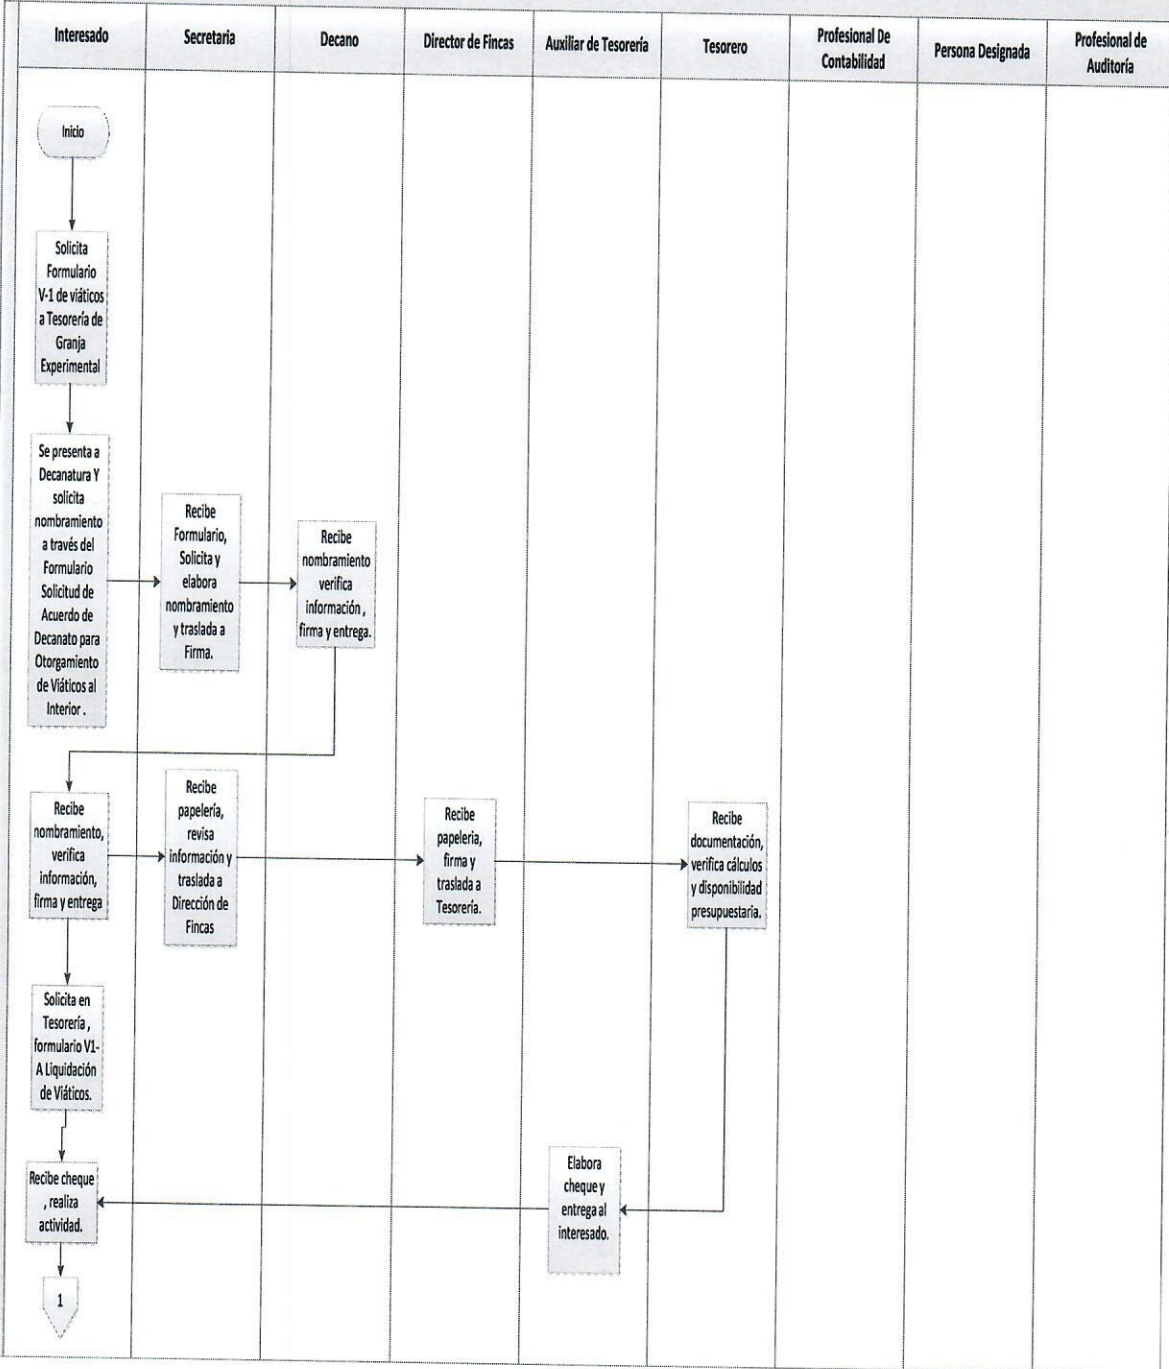 Interesado
Secretaria
Decano
Director de Fincas
Auxiliar de Tesorería
Tesorero
Profesional De
Contabilidad
Persona Designada
Profesional de
Auditoría
Inicio
Solicita
Formulario
V-1 de viáticos
a Tesorería de
Granja
Experimental
Se presenta a
Decanatura Y
solicita
nombramiento
a través del
Formulario
Solicitud de
Acuerdo de
Decanato para
Otorgamiento
de Viáticos al
Interior .
Recibe
Formulario,
Solicita y
elabora
nombramiento
y traslada a
Firma.
Recibe
nombramiento
verifica
información ,
firma y entrega.
Recibe
nombramiento,
verifica
información,
firma y entrega
Recibe
papelería,
revisa
información y
traslada a
Dirección de
Fincas
Recibe
papeleria,
firma y
traslada a
Tesorería.
Recibe
documentación,
verifica cálculos
y disponibilidad
presupuestaria.
Solicita en
Tesorería ,
formulario V1-
A Liquidación
de Viáticos.
Elabora
cheque y
entrega al
interesado.
Recibe cheque
, realiza
actividad.
1